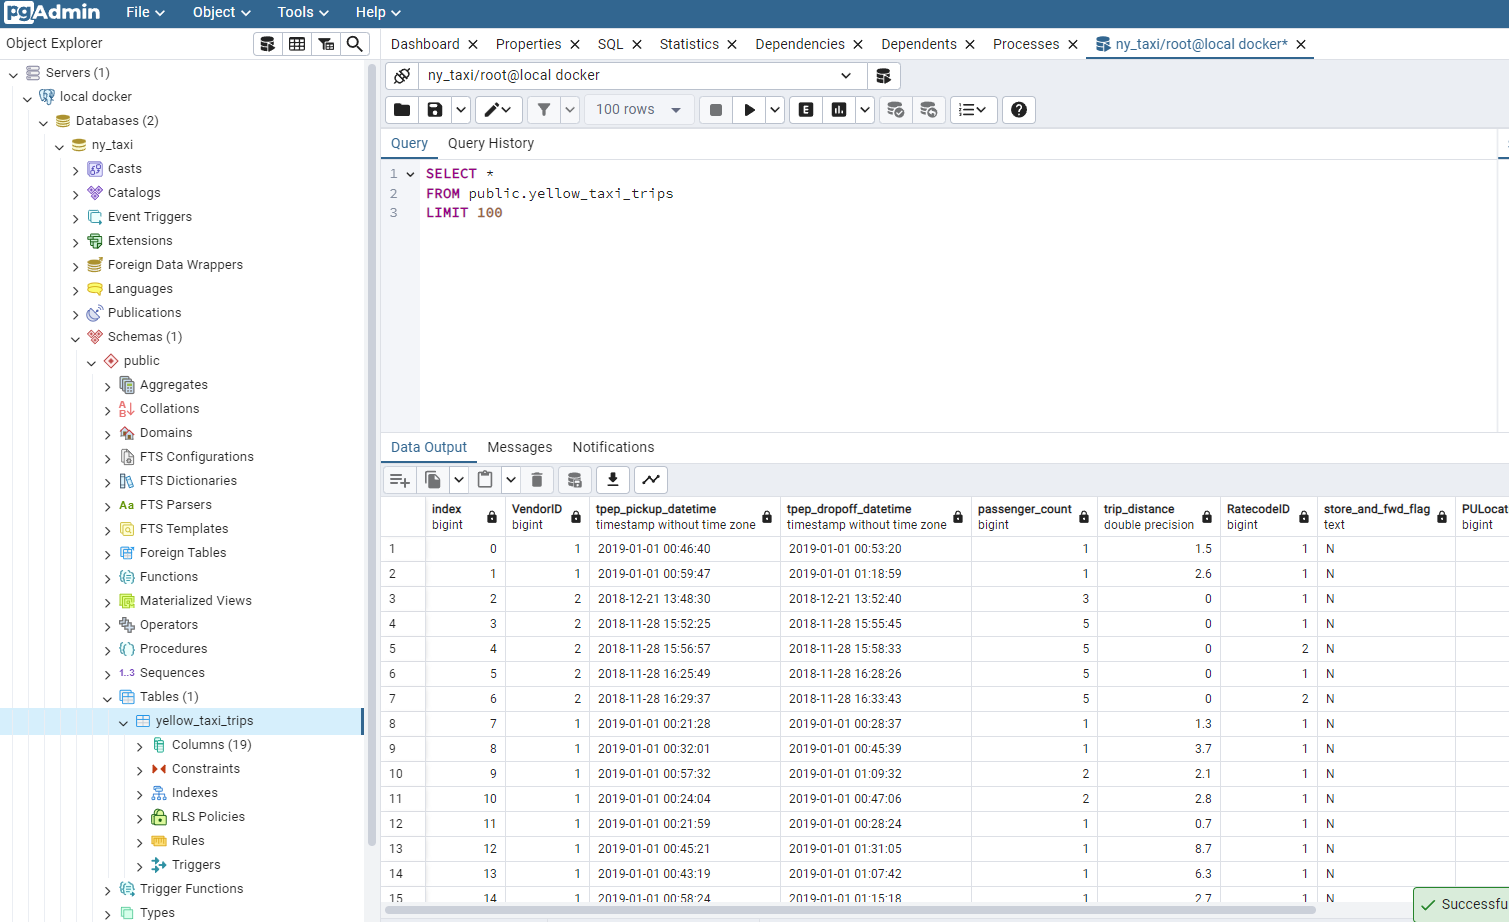 pgAdmin File Object Tools Help
Object Explorer
Dashboard Properties SQL Statistics Dependencies Dependents Processes ny_taxi/root@local docker*
Servers (1)
local docker
Databases (2)
ny_taxi
Casts
Catalogs
Event Triggers
Extensions
Foreign Data Wrappers
Languages
Publications
Schemas (1)
public
Aggregates
Collations
Domains
FTS Configurations
FTS Dictionaries
Aa FTS Parsers
FTS Templates
Foreign Tables
Functions
Materialized Views
Operators
Procedures
1..3 Sequences
Tables (1)
yellow_taxi_trips
Columns (19)
Constraints
Indexes
RLS Policies
Rules
Triggers
Trigger Functions
Types
ny_taxi/root@local docker
100 rows E
Query Query History
1 SELECT *
2 FROM public.yellow_taxi_trips
3 LIMIT 100
Data Output Messages Notifications
index VendorID tpep_pickup_datetime tpep_dropoff_datetime passenger_count trip_distance RatecodeID store_and_fwd_flag PULocat
bigint bigint timestamp without time zone timestamp without time zone bigint double precision bigint text bigint
1 0 1 2019-01-01 00:46:40 2019-01-01 00:53:20 1 1.5 1 N
2 1 1 2019-01-01 00:59:47 2019-01-01 01:18:59 1 2.6 1 N
3 2 2 2018-12-21 13:48:30 2018-12-21 13:52:40 3 0 1 N
4 3 2 2018-11-28 15:52:25 2018-11-28 15:55:45 5 0 1 N
5 4 2 2018-11-28 15:56:57 2018-11-28 15:58:33 5 0 2 N
6 5 2 2018-11-28 16:25:49 2018-11-28 16:28:26 5 0 1 N
7 6 2 2018-11-28 16:29:37 2018-11-28 16:33:43 5 0 2 N
8 7 1 2019-01-01 00:21:28 2019-01-01 00:28:37 1 1.3 1 N
9 8 1 2019-01-01 00:32:01 2019-01-01 00:45:39 1 3.7 1 N
10 9 1 2019-01-01 00:57:32 2019-01-01 01:09:32 2 2.1 1 N
11 10 1 2019-01-01 00:24:04 2019-01-01 00:47:06 2 2.8 1 N
12 11 1 2019-01-01 00:21:59 2019-01-01 00:28:24 1 0.7 1 N
13 12 1 2019-01-01 00:45:21 2019-01-01 01:31:05 1 8.7 1 N
14 13 1 2019-01-01 00:43:19 2019-01-01 01:07:42 1 6.3 1 N
15 14 1 2019-01-01 00:58:24 2019-01-01 01:15:18 1 2.7 1 N
Successfu